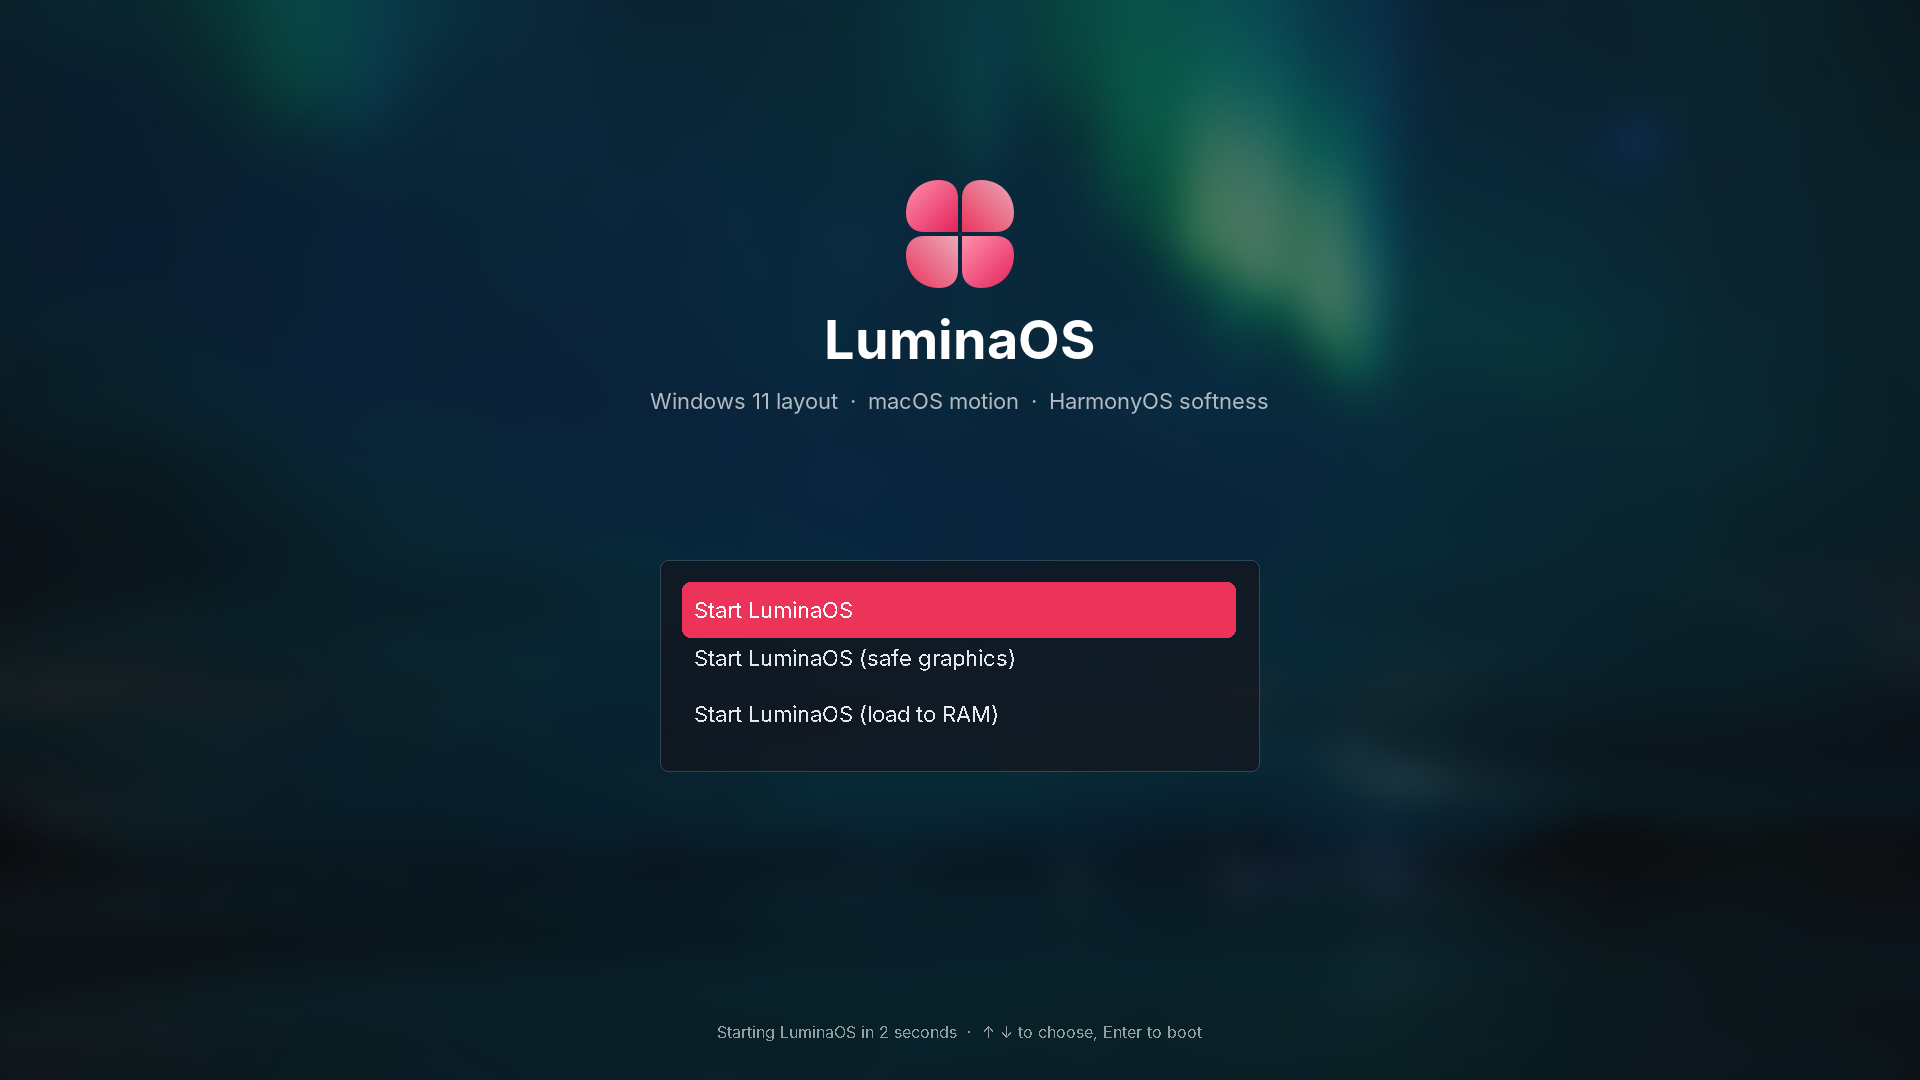 LuminaOS
Windows 11 layout · macOS motion · HarmonyOS softness
Start LuminaOS
Start LuminaOS (safe graphics)
Start LuminaOS (load to RAM)
Starting LuminaOS in 2 seconds · ↑ ↓ to choose, Enter to boot